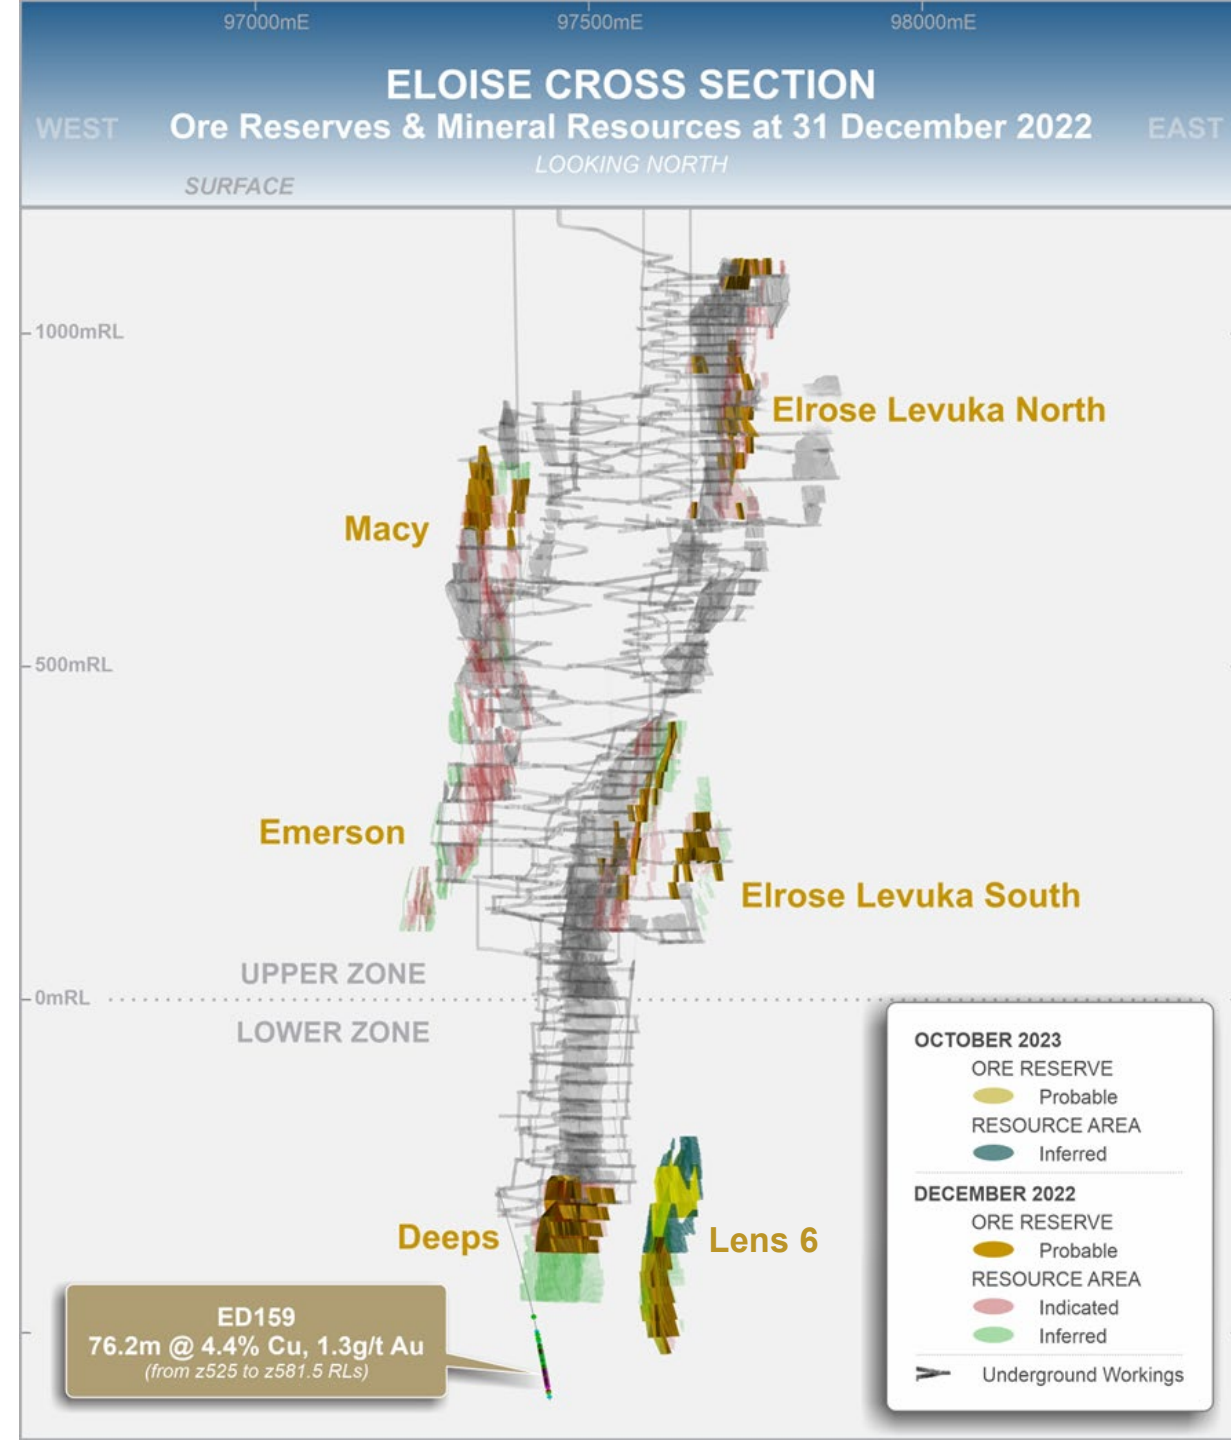 97000mE
97500mE
98000mE
ELOISE CROSS SECTION
WEST
Ore Reserves & Mineral Resources at 31 December 2022
EAST
LOOKING NORTH
SURFACE
1000mRL
Elrose Levuka North
Macy
500mRL
Emerson
Elrose Levuka South
UPPER ZONE
0mRL
LOWER ZONE
Deeps
Lens 6
ED159
76.2m @ 4.4% Cu, 1.3g/t Au
(from z525 to z581.5 RLs)
OCTOBER 2023
ORE RESERVE
Probable
RESOURCE AREA
Inferred
DECEMBER 2022
ORE RESERVE
Probable
RESOURCE AREA
Indicated
Inferred
Underground Workings